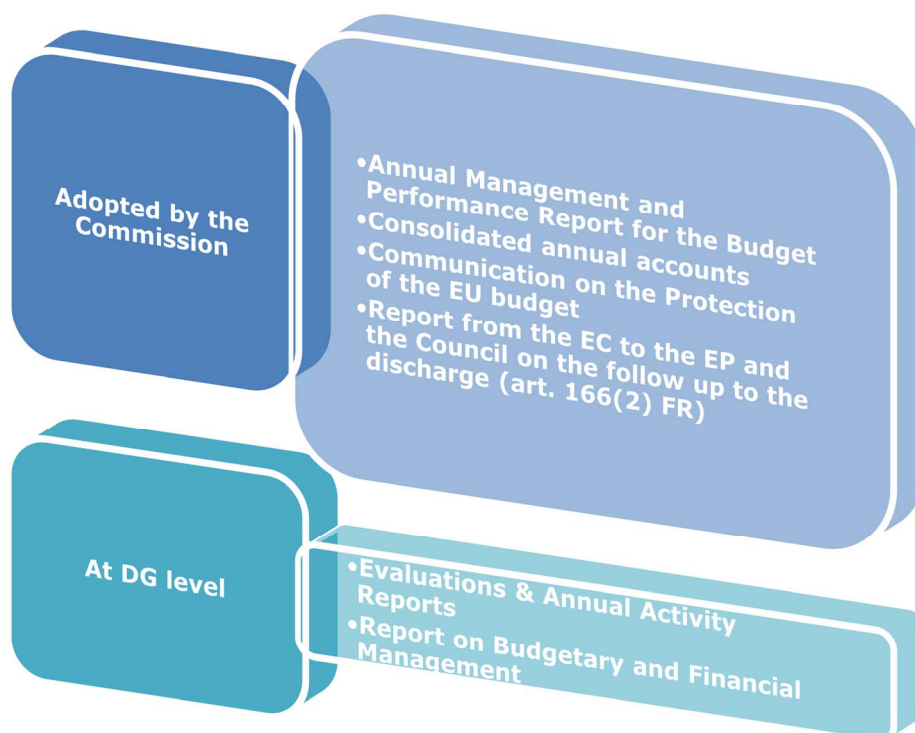 Adopted by the
Commission
•Annual Management and
Performance Report for the Budget
•Consolidated annual accounts
•Communication on the Protection
of the EU budget
•Report from the EC to the EP and
the Council on the follow up to the
discharge (art. 166(2) FR)
At DG level
•Evaluations & Annual Activity
Reports
•Report on Budgetary and Financial
Management